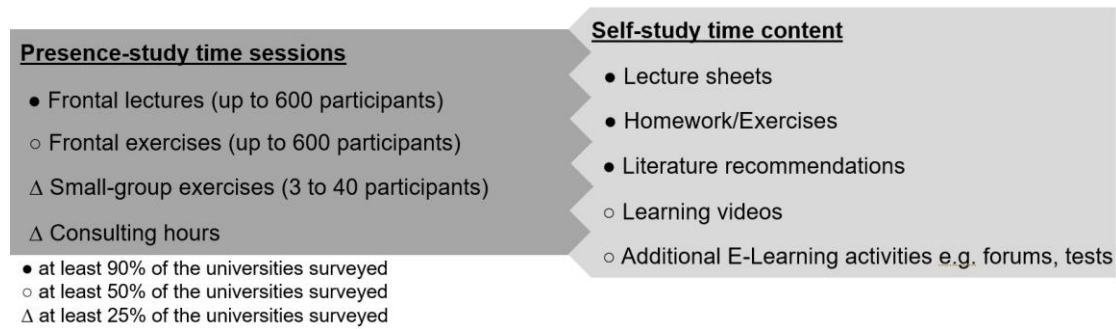 Presence-study time sessions
● Frontal lectures (up to 600 participants)
○ Frontal exercises (up to 600 participants)
Δ Small-group exercises (3 to 40 participants)
Δ Consulting hours
● at least 90% of the universities surveyed
○ at least 50% of the universities surveyed
Δ at least 25% of the universities surveyed
Self-study time content
● Lecture sheets
● Homework/Exercises
● Literature recommendations
○ Learning videos
○ Additional E-Learning activities e.g. forums, tests